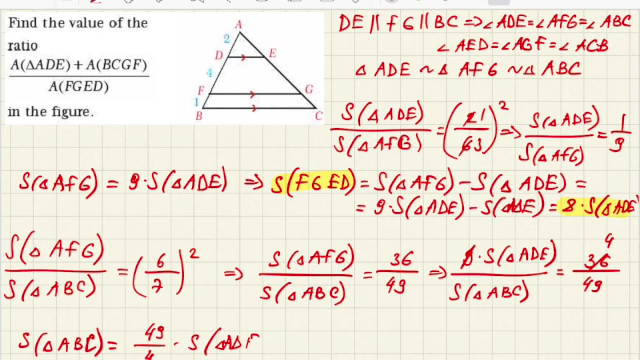 Find the value of the
ratio
A(ΔADE) + A(BCGF)
A(FGED)
in the figure.
A
2
D
E
4
F
G
1
B
C
DE ∥ FG ∥ BC ⇒ ∠ADE = ∠AFG = ∠ABC
∠AED = ∠AGF = ∠ACB
ΔADE ~ ΔAFG ~ ΔABC
S(ΔADE)/S(ΔAFG) = (21/63)² ⇒ S(ΔADE)/S(ΔAFG) = 1/9
S(ΔAFG) = 9·S(ΔADE) ⇒ S(FGED) = S(ΔAFG) − S(ΔADE) =
= 9·S(ΔADE) − S(ΔADE) = 8·S(ΔADE)
S(ΔAFG)/S(ΔABC) = (6/7)² ⇒ S(ΔAFG)/S(ΔABC) = 36/49 ⇒ 9·S(ΔADE)/S(ΔABC) = 36 4/49
S(ΔABC) = 49/4 · S(ΔADE